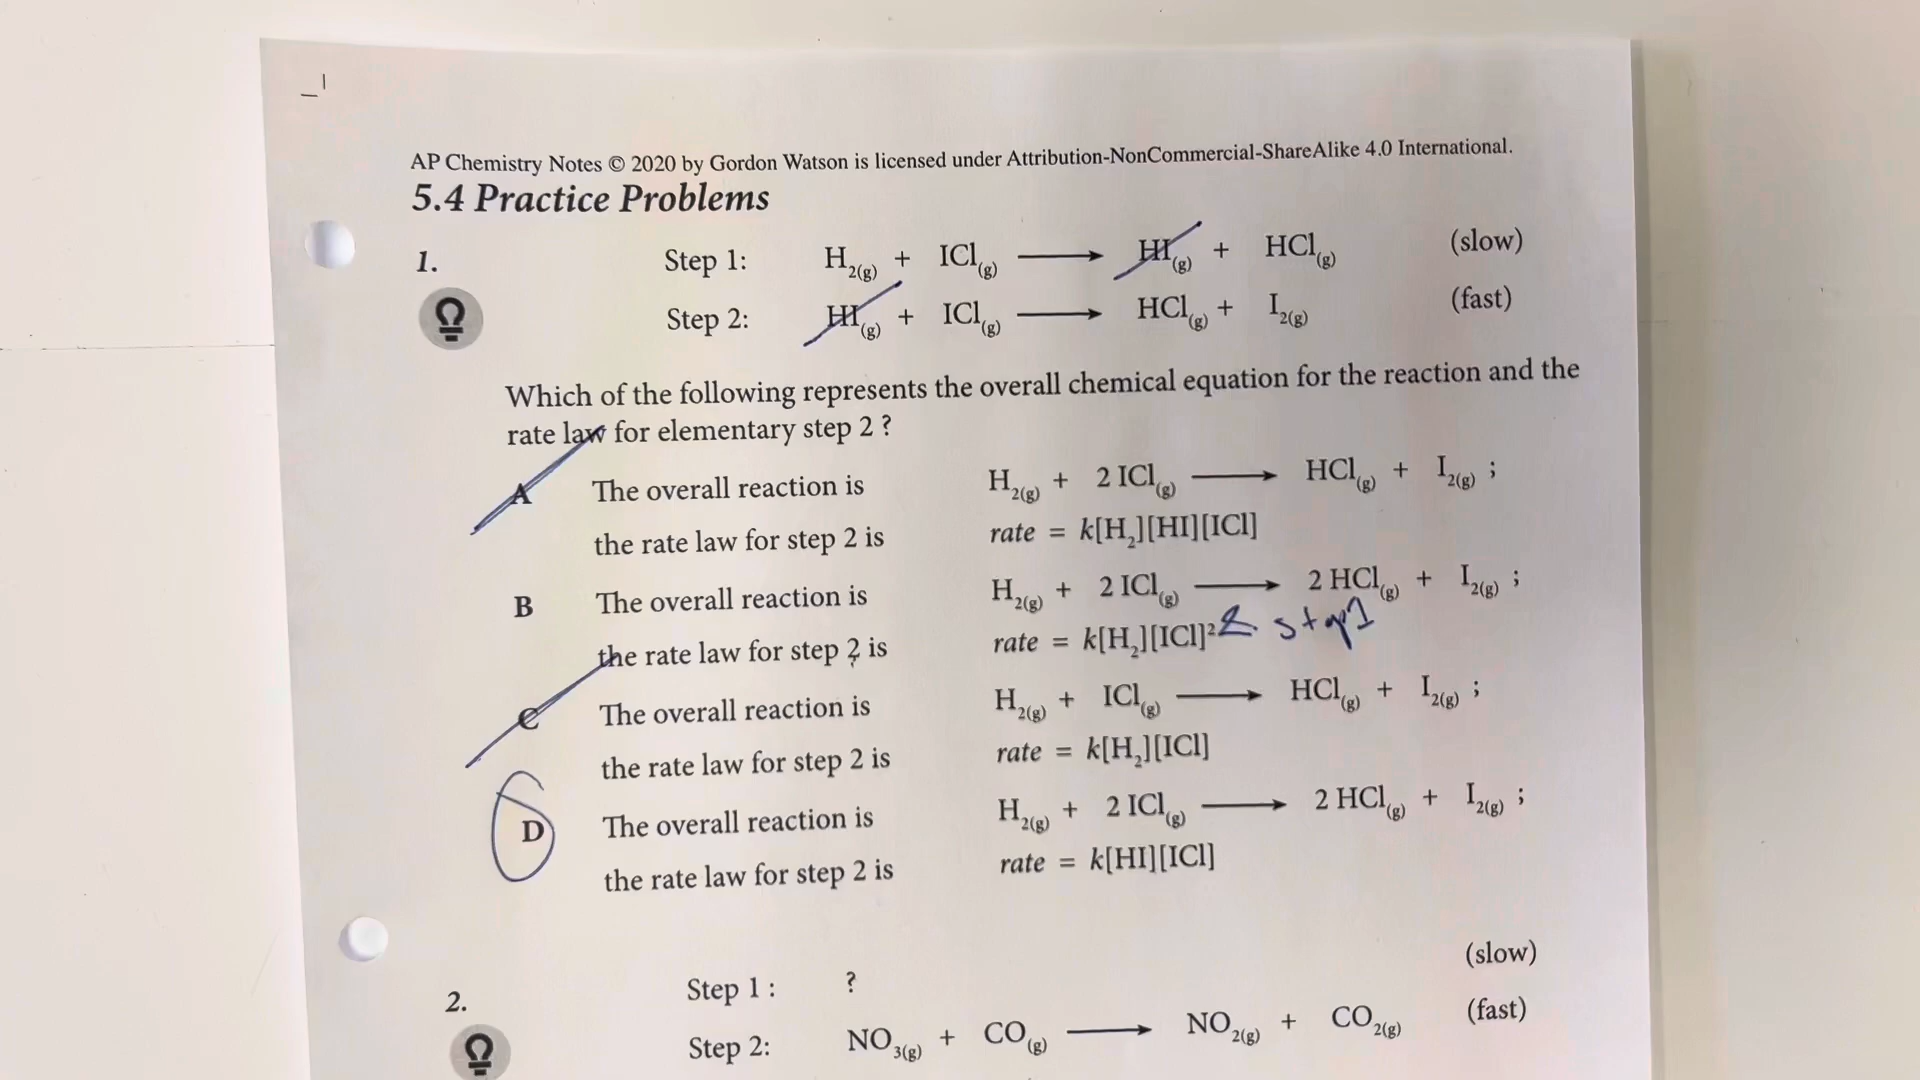 AP Chemistry Notes © 2020 by Gordon Watson is licensed under Attribution-NonCommercial-ShareAlike 4.0 International.
5.4 Practice Problems
1. Step 1: H₂(g) + ICl(g) ⟶ HI(g) + HCl(g) (slow)
Step 2: HI(g) + ICl(g) ⟶ HCl(g) + I₂(g) (fast)
Which of the following represents the overall chemical equation for the reaction and the
rate law for elementary step 2 ?
A The overall reaction is H₂(g) + 2 ICl(g) ⟶ HCl(g) + I₂(g) ;
the rate law for step 2 is rate = k[H₂][HI][ICl]
B The overall reaction is H₂(g) + 2 ICl(g) ⟶ 2 HCl(g) + I₂(g) ;
the rate law for step 2 is rate = k[H₂][ICl]² step 1
C The overall reaction is H₂(g) + ICl(g) ⟶ HCl(g) + I₂(g) ;
the rate law for step 2 is rate = k[H₂][ICl]
D The overall reaction is H₂(g) + 2 ICl(g) ⟶ 2 HCl(g) + I₂(g) ;
the rate law for step 2 is rate = k[HI][ICl]
2. Step 1 : ? (slow)
Step 2: NO₃(g) + CO(g) ⟶ NO₂(g) + CO₂(g) (fast)